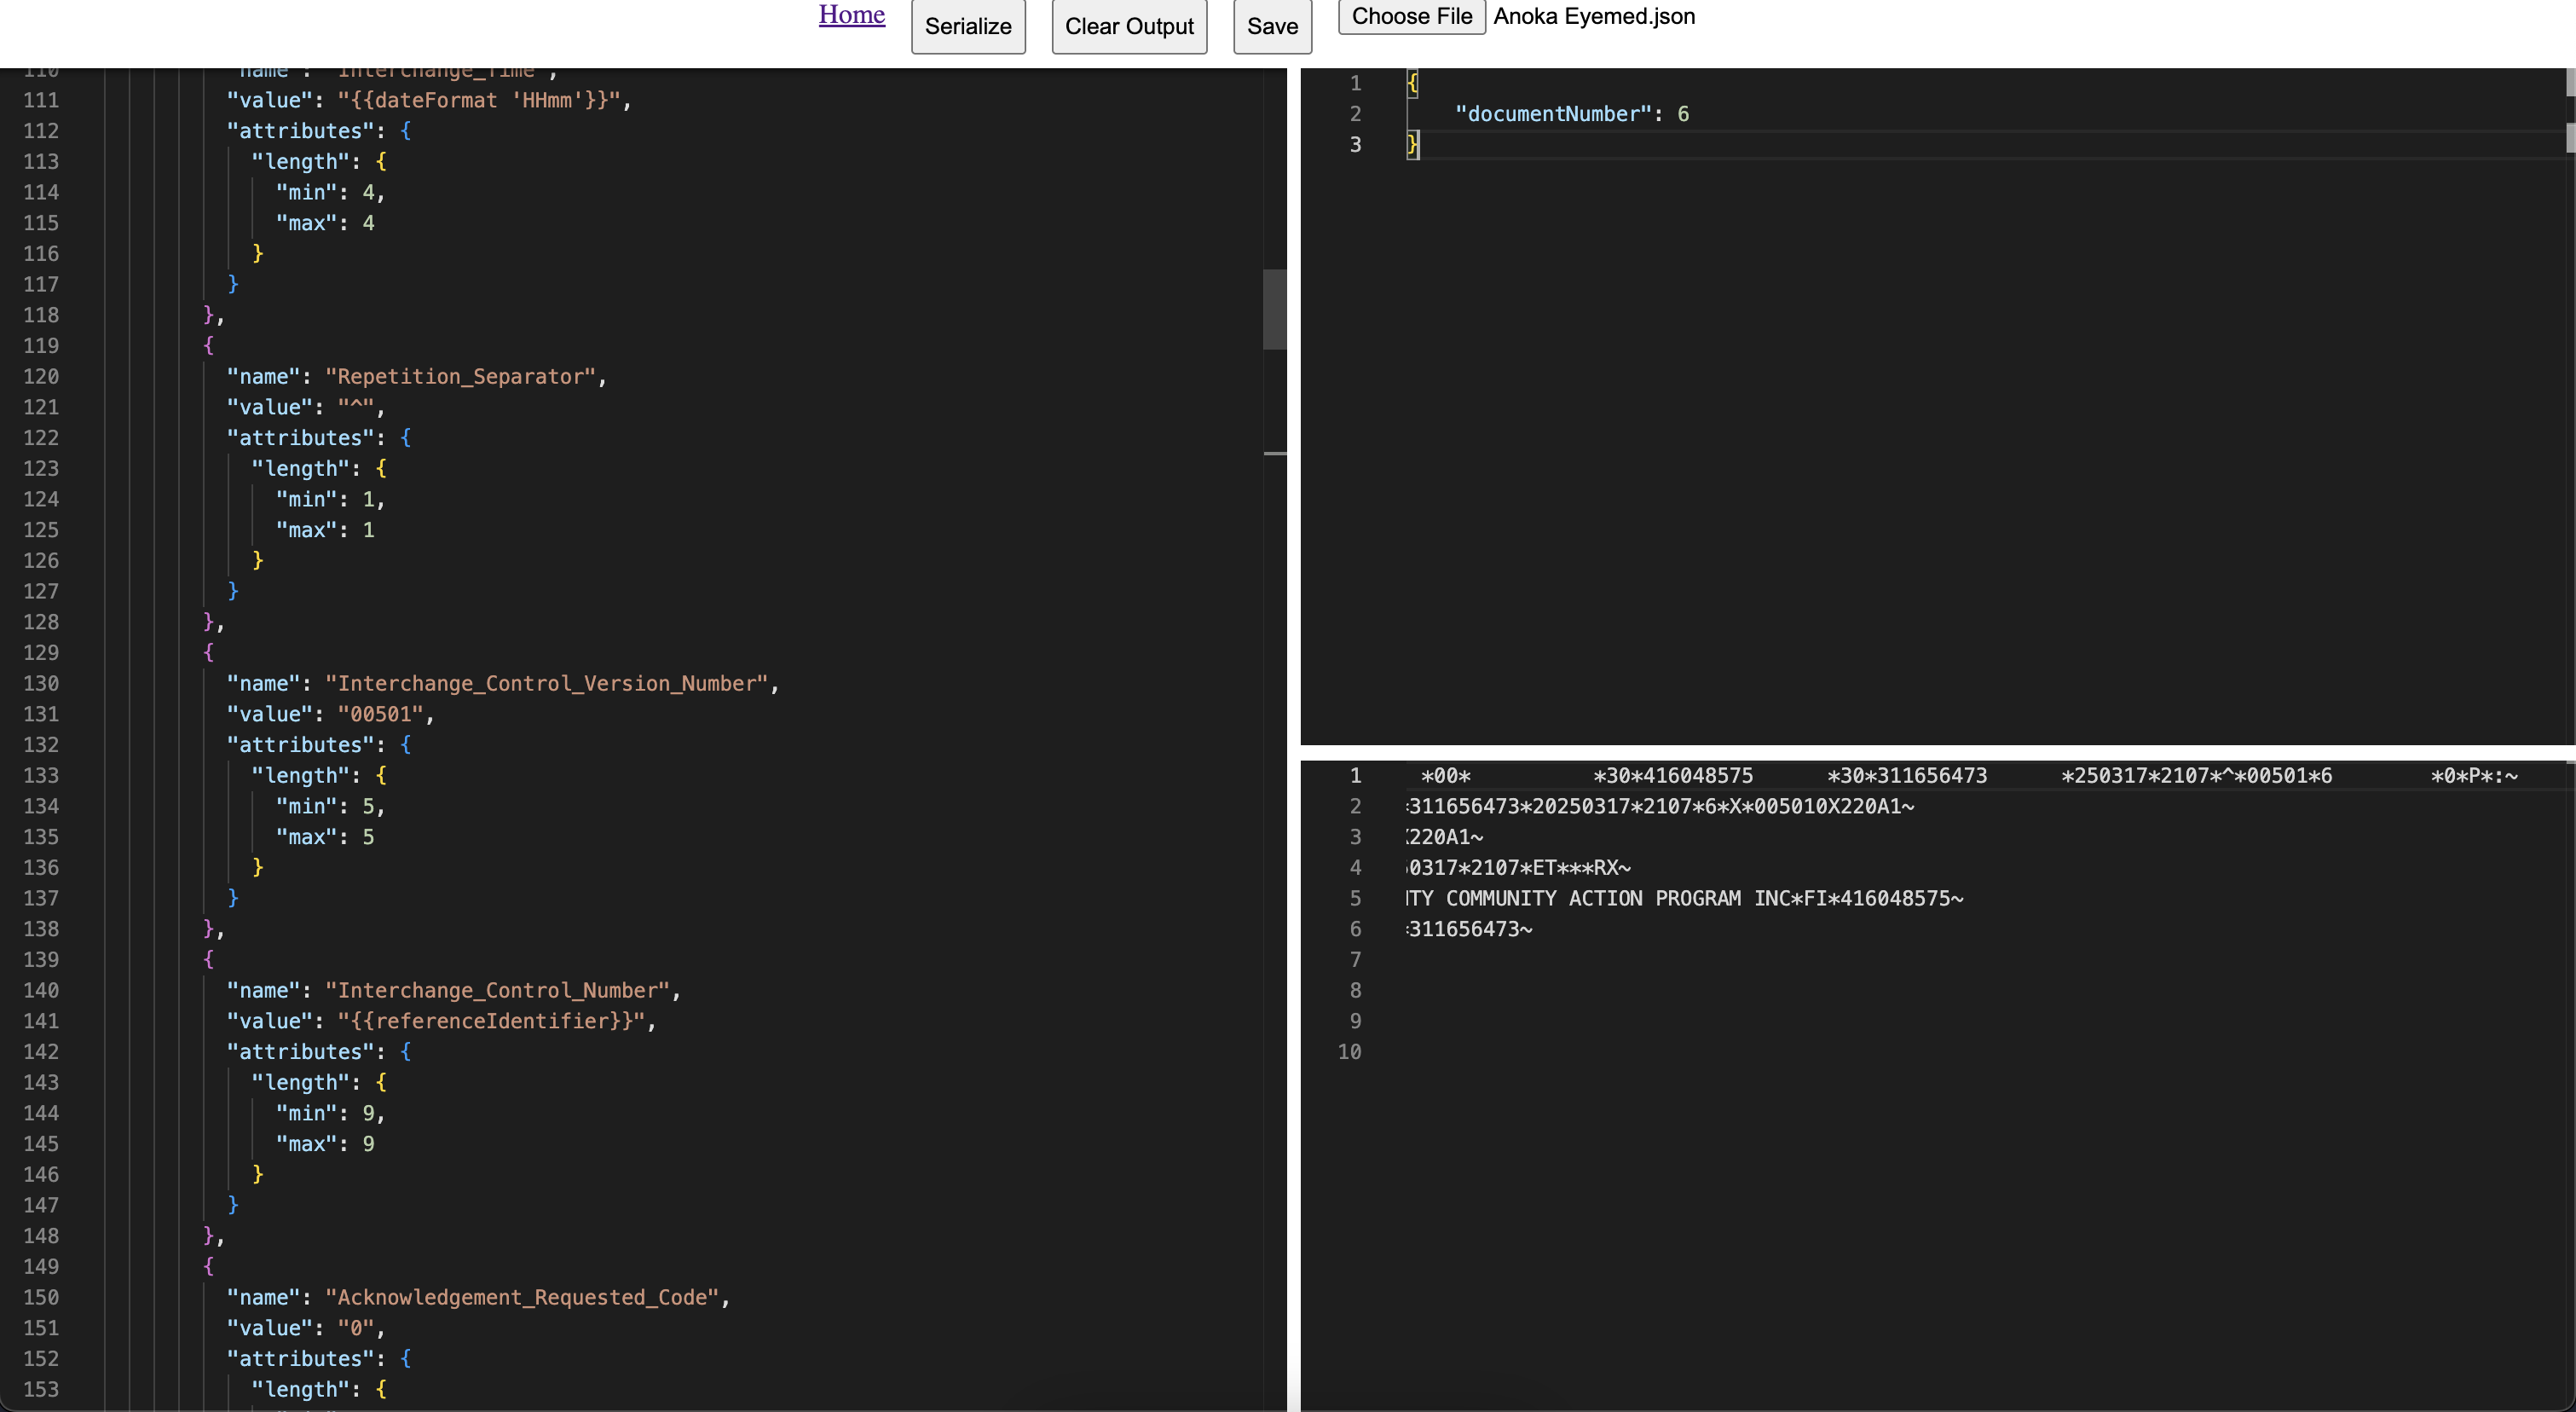 Home Serialize Clear Output Save Choose File Anoka Eyemed.json
110 "name": "Interchange_Time",
111 "value": "{{dateFormat 'HHmm'}}",
112 "attributes": {
113 "length": {
114 "min": 4,
115 "max": 4
116 }
117 }
118 },
119 {
120 "name": "Repetition_Separator",
121 "value": "^",
122 "attributes": {
123 "length": {
124 "min": 1,
125 "max": 1
126 }
127 }
128 },
129 {
130 "name": "Interchange_Control_Version_Number",
131 "value": "00501",
132 "attributes": {
133 "length": {
134 "min": 5,
135 "max": 5
136 }
137 }
138 },
139 {
140 "name": "Interchange_Control_Number",
141 "value": "{{referenceIdentifier}}",
142 "attributes": {
143 "length": {
144 "min": 9,
145 "max": 9
146 }
147 }
148 },
149 {
150 "name": "Acknowledgement_Requested_Code",
151 "value": "0",
152 "attributes": {
153 "length": {
1 {
2 "documentNumber": 6
3 }
1 *00*          *30*416048575      *30*311656473      *250317*2107*^*00501*6        *0*P*:~
2 *311656473*20250317*2107*6*X*005010X220A1~
3 X220A1~
4 0317*2107*ET***RX~
5 TY COMMUNITY ACTION PROGRAM INC*FI*416048575~
6 *311656473~
7
8
9
10